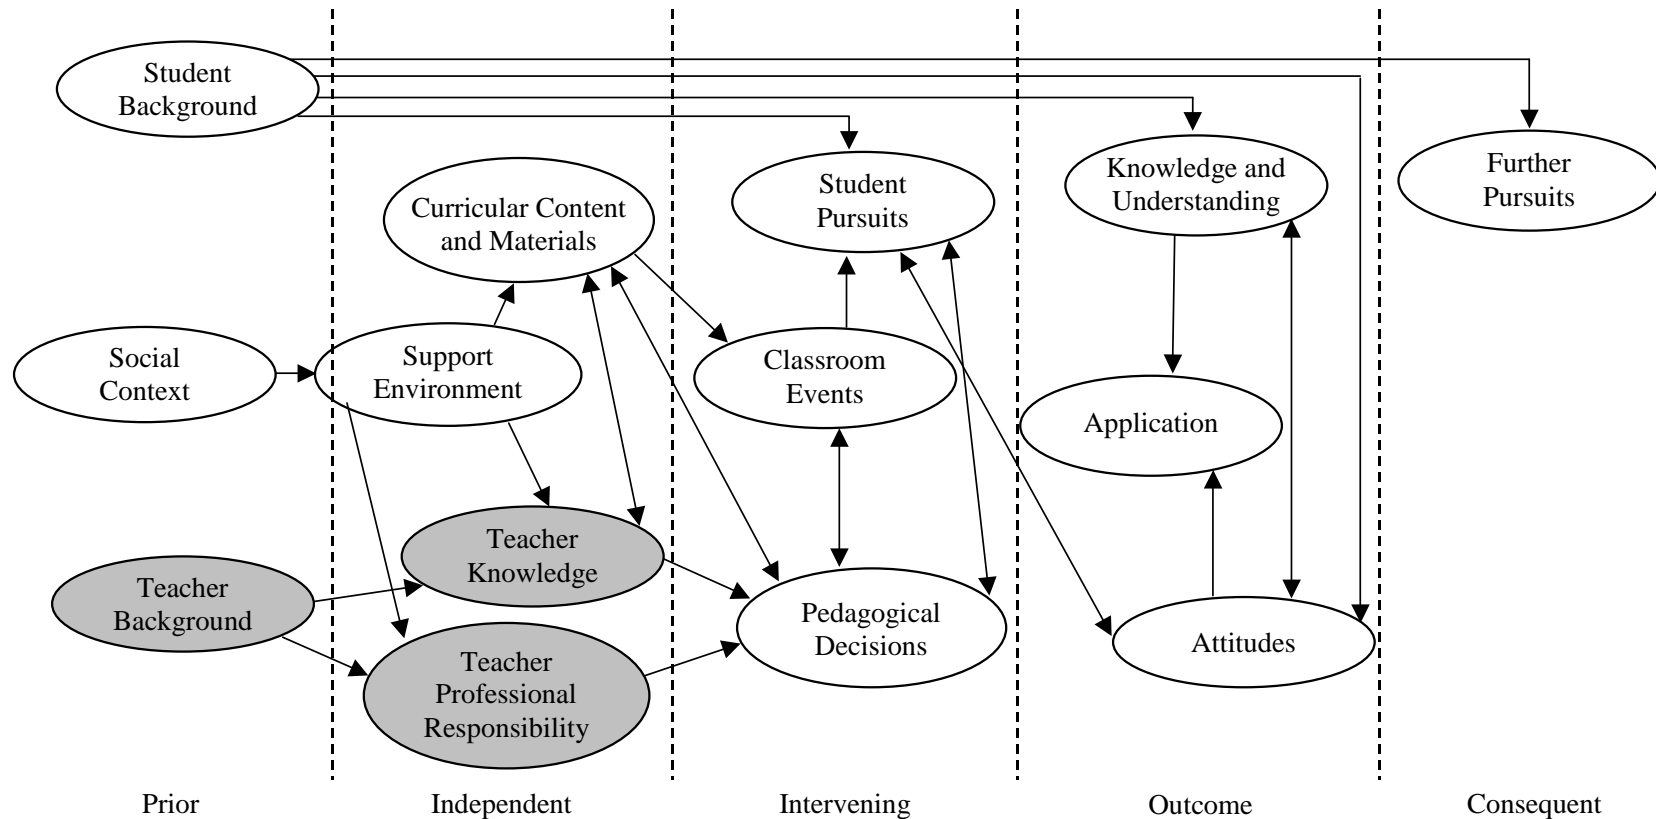 Student
Background
Curricular Content
and Materials
Student
Pursuits
Knowledge and
Understanding
Further
Pursuits
Social
Context
Support
Environment
Classroom
Events
Application
Teacher
Background
Teacher
Knowledge
Teacher
Professional
Responsibility
Pedagogical
Decisions
Attitudes
Prior
Independent
Intervening
Outcome
Consequent